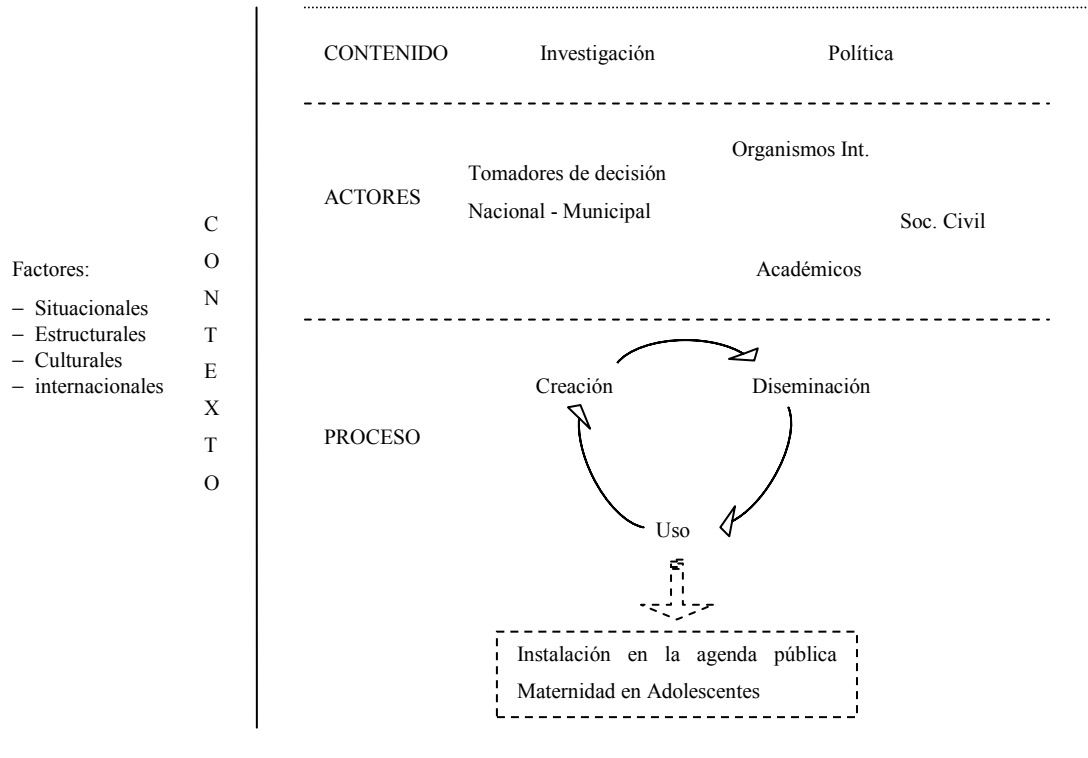 CONTENIDO Investigación Política
Organismos Int.
Tomadores de decisión
ACTORES Nacional - Municipal
Soc. Civil
Académicos
Factores:
– Situacionales
– Estructurales
– Culturales
– internacionales
C
O
N
T
E
X
T
O
Creación Diseminación
PROCESO
Uso
Instalación en la agenda pública
Maternidad en Adolescentes